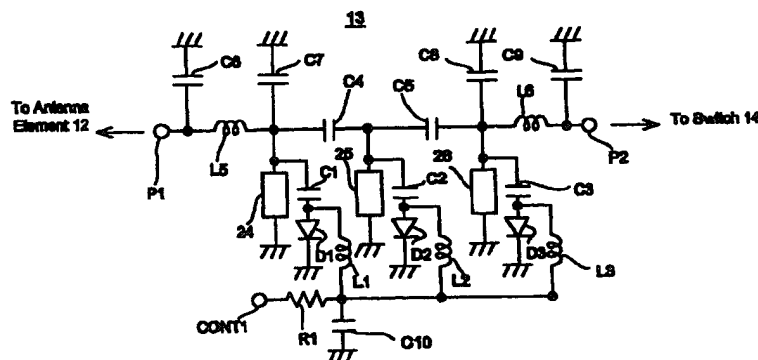 13
C6
C7
C4
C8
C9
C5
L6
To Antenna
Element 12
To Switch 14
L5
P1
P2
C1
25
C2
26
C3
24
D1
L1
D2
L2
D3
L3
CONT1
R1
C10